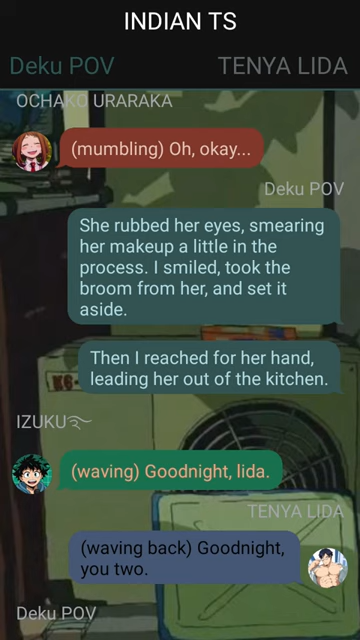 INDIAN TS
Deku POV
TENYA LIDA
OCHAKO URARAKA
(mumbling) Oh, okay...
Deku POV
She rubbed her eyes, smearing
her makeup a little in the
process. I smiled, took the
broom from her, and set it
aside.
Then I reached for her hand,
leading her out of the kitchen.
IZUKU
(waving) Goodnight, lida.
TENYA LIDA
(waving back) Goodnight,
you two.
Deku POV